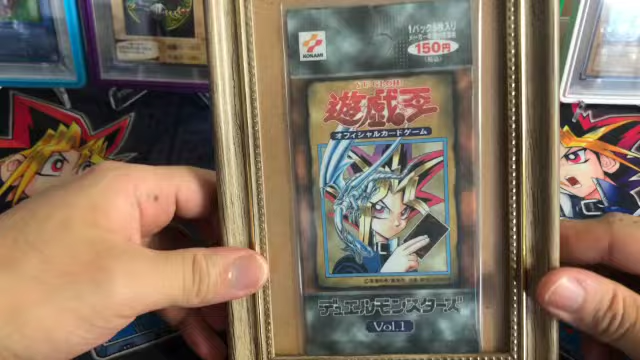 KONAMI
1パック5枚入り
150円
(税込)
遊戯王
オフィシャルカードゲーム
デュエルモンスターズ
Vol.1